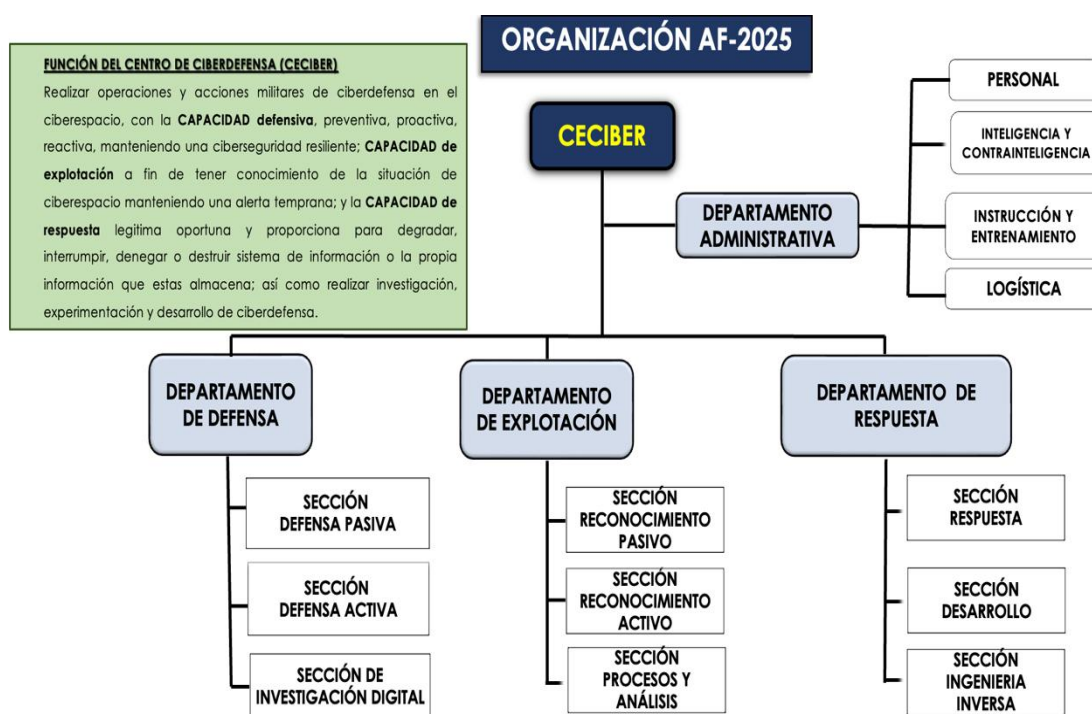 ORGANIZACIÓN AF-2025
FUNCIÓN DEL CENTRO DE CIBERDEFENSA (CECIBER)
Realizar operaciones y acciones militares de ciberdefensa en el
ciberespacio, con la CAPACIDAD defensiva, preventiva, proactiva,
reactiva, manteniendo una ciberseguridad resiliente; CAPACIDAD de
explotación a fin de tener conocimiento de la situación de
ciberespacio manteniendo una alerta temprana; y la CAPACIDAD de
respuesta legitima oportuna y proporciona para degradar,
interrumpir, denegar o destruir sistema de información o la propia
información que estas almacena; así como realizar investigación,
experimentación y desarrollo de ciberdefensa.
CECIBER
DEPARTAMENTO
ADMINISTRATIVA
PERSONAL
INTELIGENCIA Y
CONTRAINTELIGENCIA
INSTRUCCIÓN Y
ENTRENAMIENTO
LOGÍSTICA
DEPARTAMENTO
DE DEFENSA
SECCIÓN
DEFENSA PASIVA
SECCIÓN
DEFENSA ACTIVA
SECCIÓN DE
INVESTIGACIÓN DIGITAL
DEPARTAMENTO
DE EXPLOTACIÓN
SECCIÓN
RECONOCIMIENTO
PASIVO
SECCIÓN
RECONOCIMIENTO
ACTIVO
SECCIÓN
PROCESOS Y
ANÁLISIS
DEPARTAMENTO DE
RESPUESTA
SECCIÓN
RESPUESTA
SECCIÓN
DESARROLLO
SECCIÓN
INGENIERIA
INVERSA